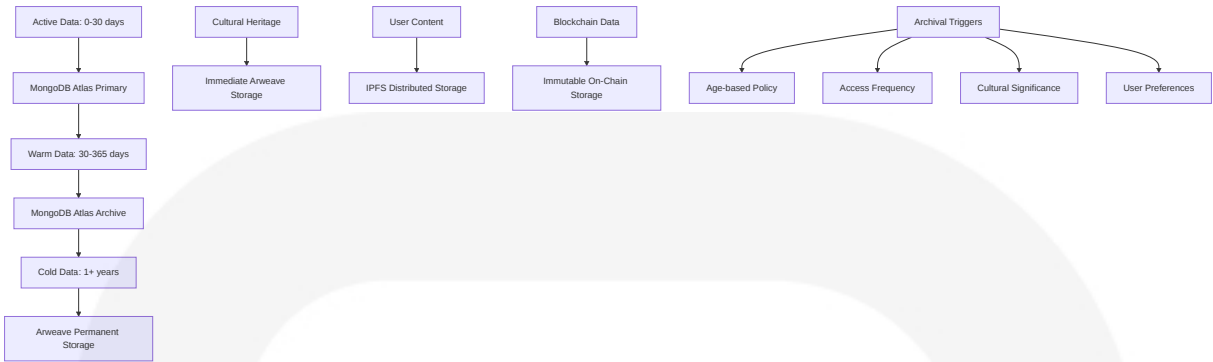 Active Data: 0-30 days
MongoDB Atlas Primary
Warm Data: 30-365 days
MongoDB Atlas Archive
Cold Data: 1+ years
Arweave Permanent
Storage
Cultural Heritage
Immediate Arweave
Storage
User Content
IPFS Distributed Storage
Blockchain Data
Immutable On-Chain
Storage
Archival Triggers
Age-based Policy
Access Frequency
Cultural Significance
User Preferences